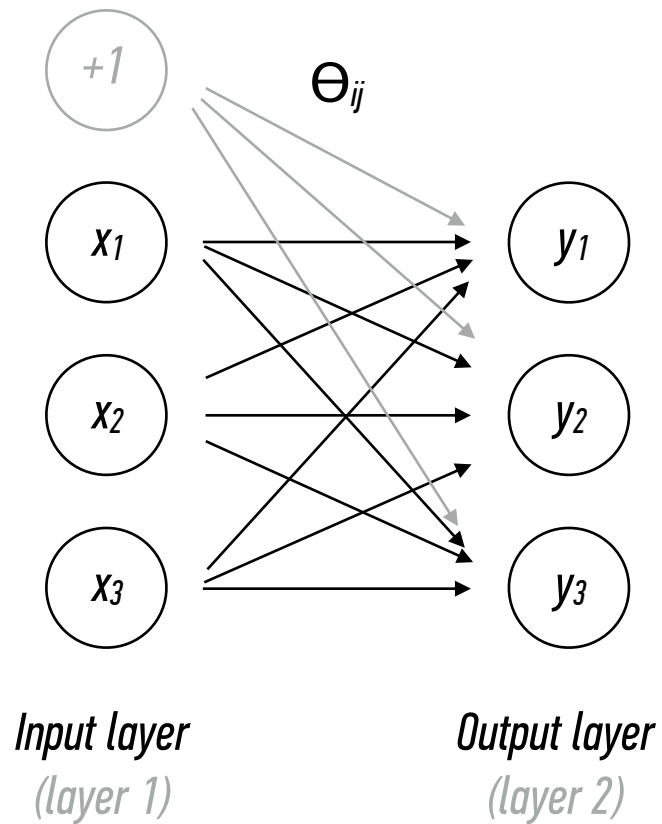 +1
ϴij
x1
y1
x2
y2
x3
y3
Input layer
(layer 1)
Output layer
(layer 2)